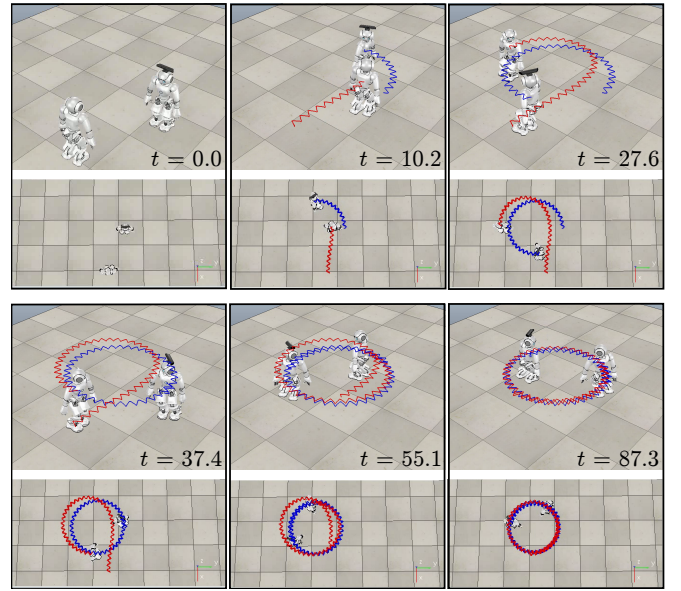 t = 0.0
t = 10.2
t = 27.6
t = 37.4
t = 55.1
t = 87.3